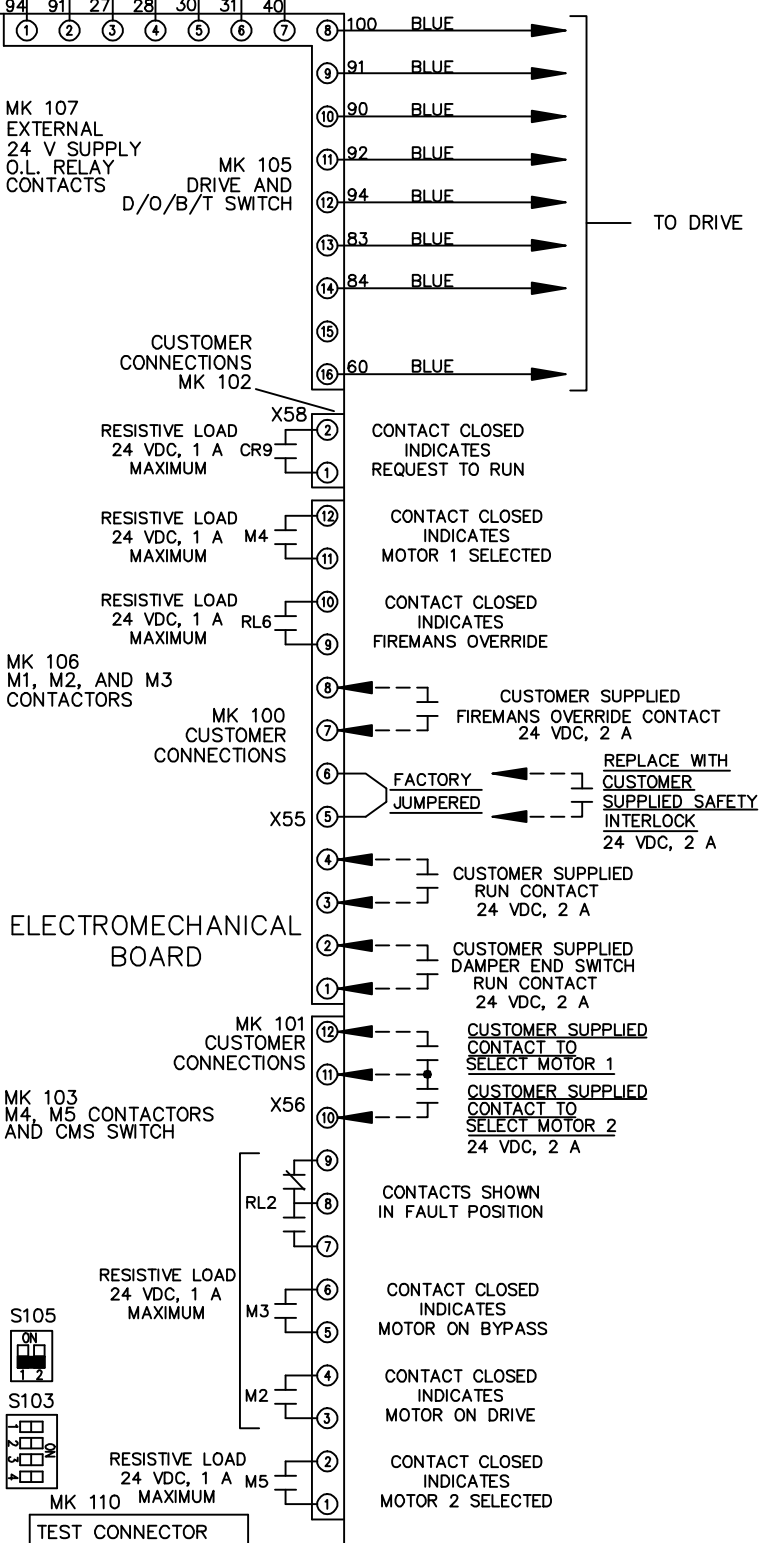 94 91 27 28 30 31 40
1 2 3 4 5 6 7 8 100 BLUE
9 91 BLUE
10 90 BLUE
11 92 BLUE
12 94 BLUE
13 83 BLUE
14 84 BLUE
15
16 60 BLUE
TO DRIVE
MK 107
EXTERNAL
24 V SUPPLY
O.L. RELAY
CONTACTS
MK 105
DRIVE AND
D/O/B/T SWITCH
CUSTOMER
CONNECTIONS
MK 102
X58
RESISTIVE LOAD
24 VDC, 1 A
MAXIMUM
CR9
2
1
CONTACT CLOSED
INDICATES
REQUEST TO RUN
RESISTIVE LOAD
24 VDC, 1 A
MAXIMUM
M4
12
11
CONTACT CLOSED
INDICATES
MOTOR 1 SELECTED
RESISTIVE LOAD
24 VDC, 1 A
MAXIMUM
RL6
10
9
CONTACT CLOSED
INDICATES
FIREMANS OVERRIDE
MK 106
M1, M2, AND M3
CONTACTORS
MK 100
CUSTOMER
CONNECTIONS
8
7
CUSTOMER SUPPLIED
FIREMANS OVERRIDE CONTACT
24 VDC, 2 A
6
5
X55
FACTORY
JUMPERED
REPLACE WITH
CUSTOMER
SUPPLIED SAFETY
INTERLOCK
24 VDC, 2 A
4
3
CUSTOMER SUPPLIED
RUN CONTACT
24 VDC, 2 A
ELECTROMECHANICAL
BOARD
2
1
CUSTOMER SUPPLIED
DAMPER END SWITCH
RUN CONTACT
24 VDC, 2 A
MK 101
CUSTOMER
CONNECTIONS
X56
12
11
10
CUSTOMER SUPPLIED
CONTACT TO
SELECT MOTOR 1
CUSTOMER SUPPLIED
CONTACT TO
SELECT MOTOR 2
24 VDC, 2 A
MK 103
M4, M5 CONTACTORS
AND CMS SWITCH
9
8
7
RL2
CONTACTS SHOWN
IN FAULT POSITION
RESISTIVE LOAD
24 VDC, 1 A
MAXIMUM
M3
6
5
CONTACT CLOSED
INDICATES
MOTOR ON BYPASS
M2
4
3
CONTACT CLOSED
INDICATES
MOTOR ON DRIVE
S105
ON
1 2
S103
1
2
3
4
ON
RESISTIVE LOAD
24 VDC, 1 A
MAXIMUM
M5
2
1
CONTACT CLOSED
INDICATES
MOTOR 2 SELECTED
MK 110
TEST CONNECTOR